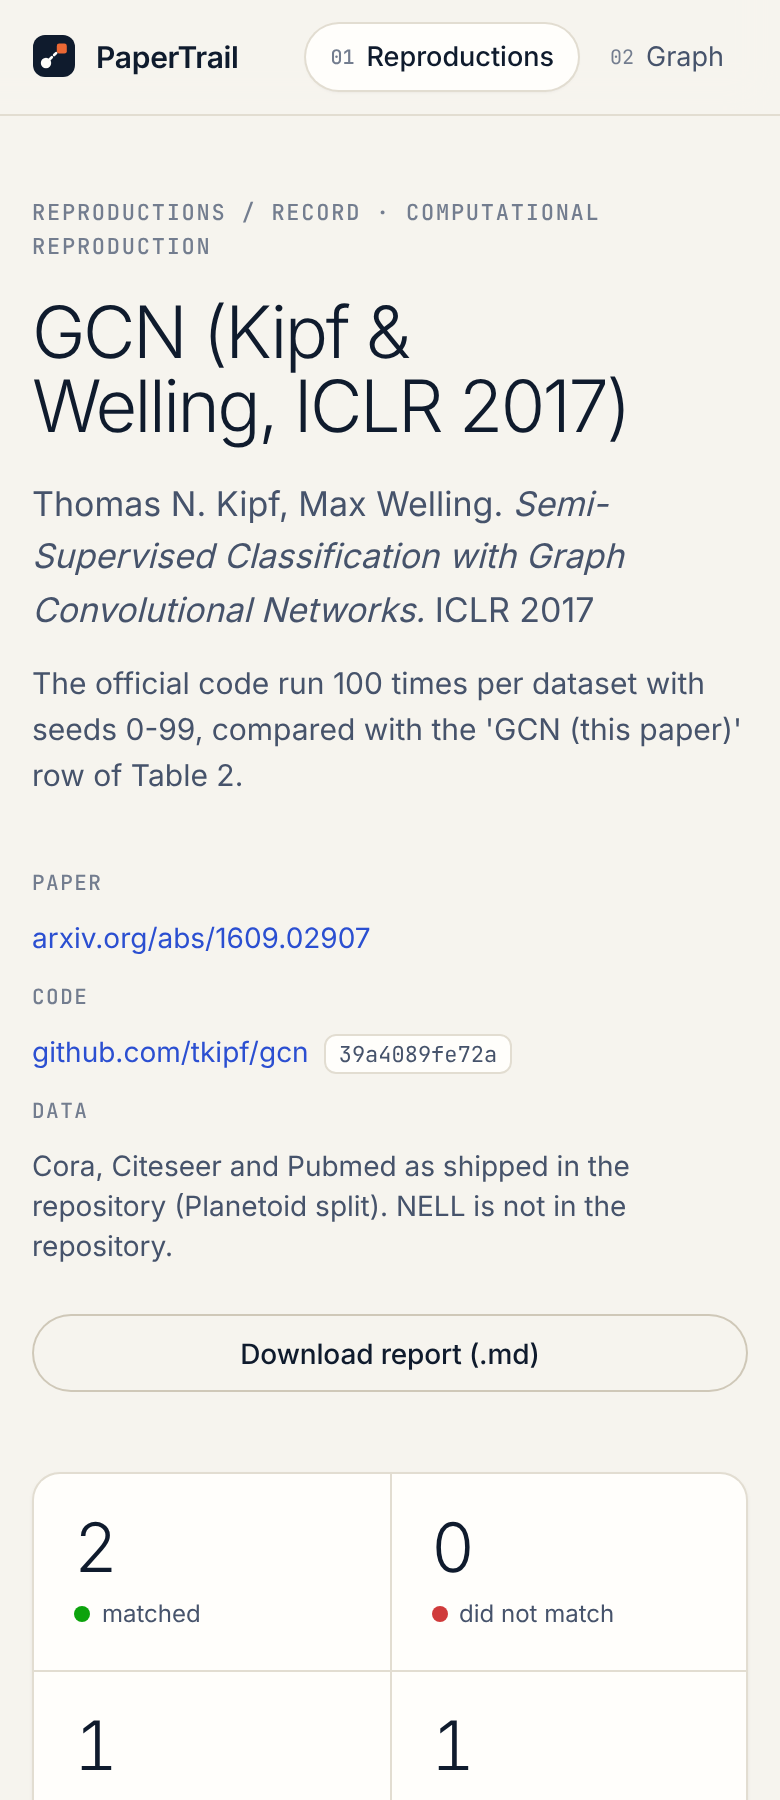 PaperTrail
01 Reproductions
02 Graph
REPRODUCTIONS / RECORD · COMPUTATIONAL
REPRODUCTION
GCN (Kipf &
Welling, ICLR 2017)
Thomas N. Kipf, Max Welling. Semi-
Supervised Classification with Graph
Convolutional Networks. ICLR 2017
The official code run 100 times per dataset with
seeds 0-99, compared with the 'GCN (this paper)'
row of Table 2.
PAPER
arxiv.org/abs/1609.02907
CODE
github.com/tkipf/gcn 39a4089fe72a
DATA
Cora, Citeseer and Pubmed as shipped in the
repository (Planetoid split). NELL is not in the
repository.
Download report (.md)
2
matched
0
did not match
1
1